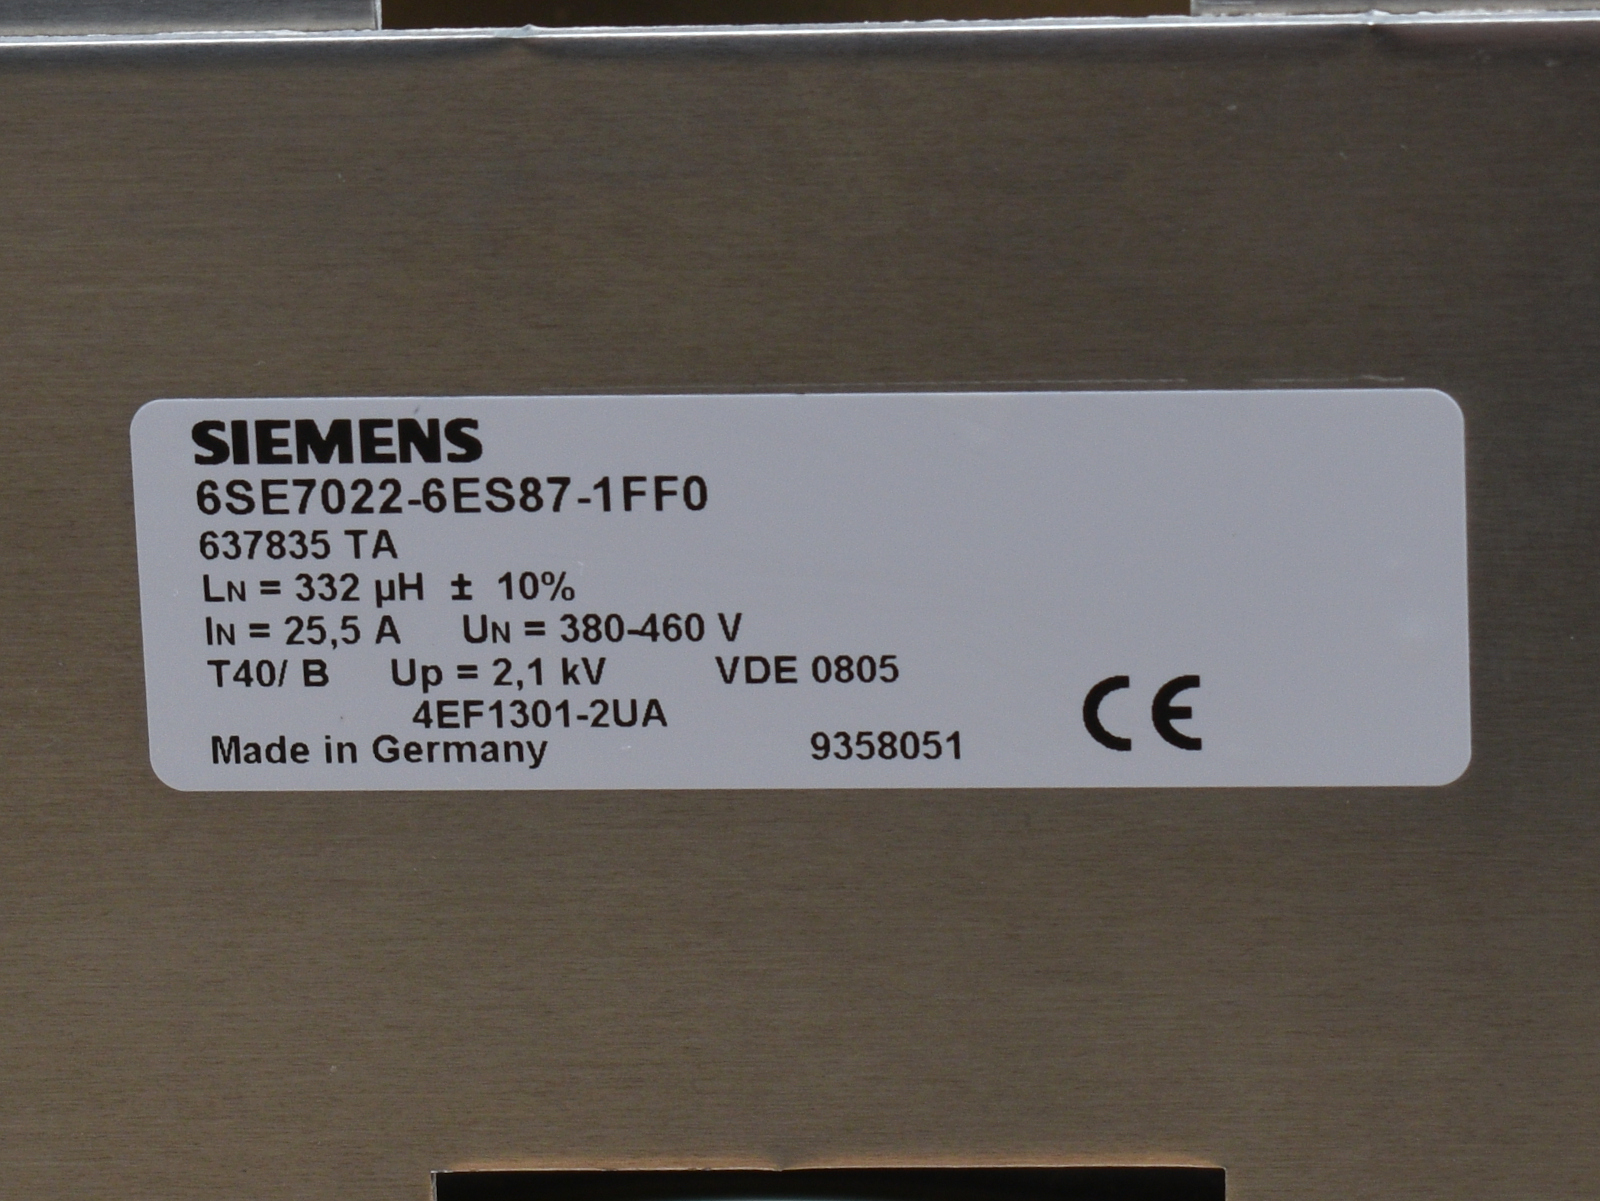 SIEMENS
6SE7022-6ES87-1FF0
637835 TA
LN = 332 µH ± 10%
IN = 25,5 A UN = 380-460 V
T40/ B Up = 2,1 kV VDE 0805
4EF1301-2UA
Made in Germany 9358051 CE